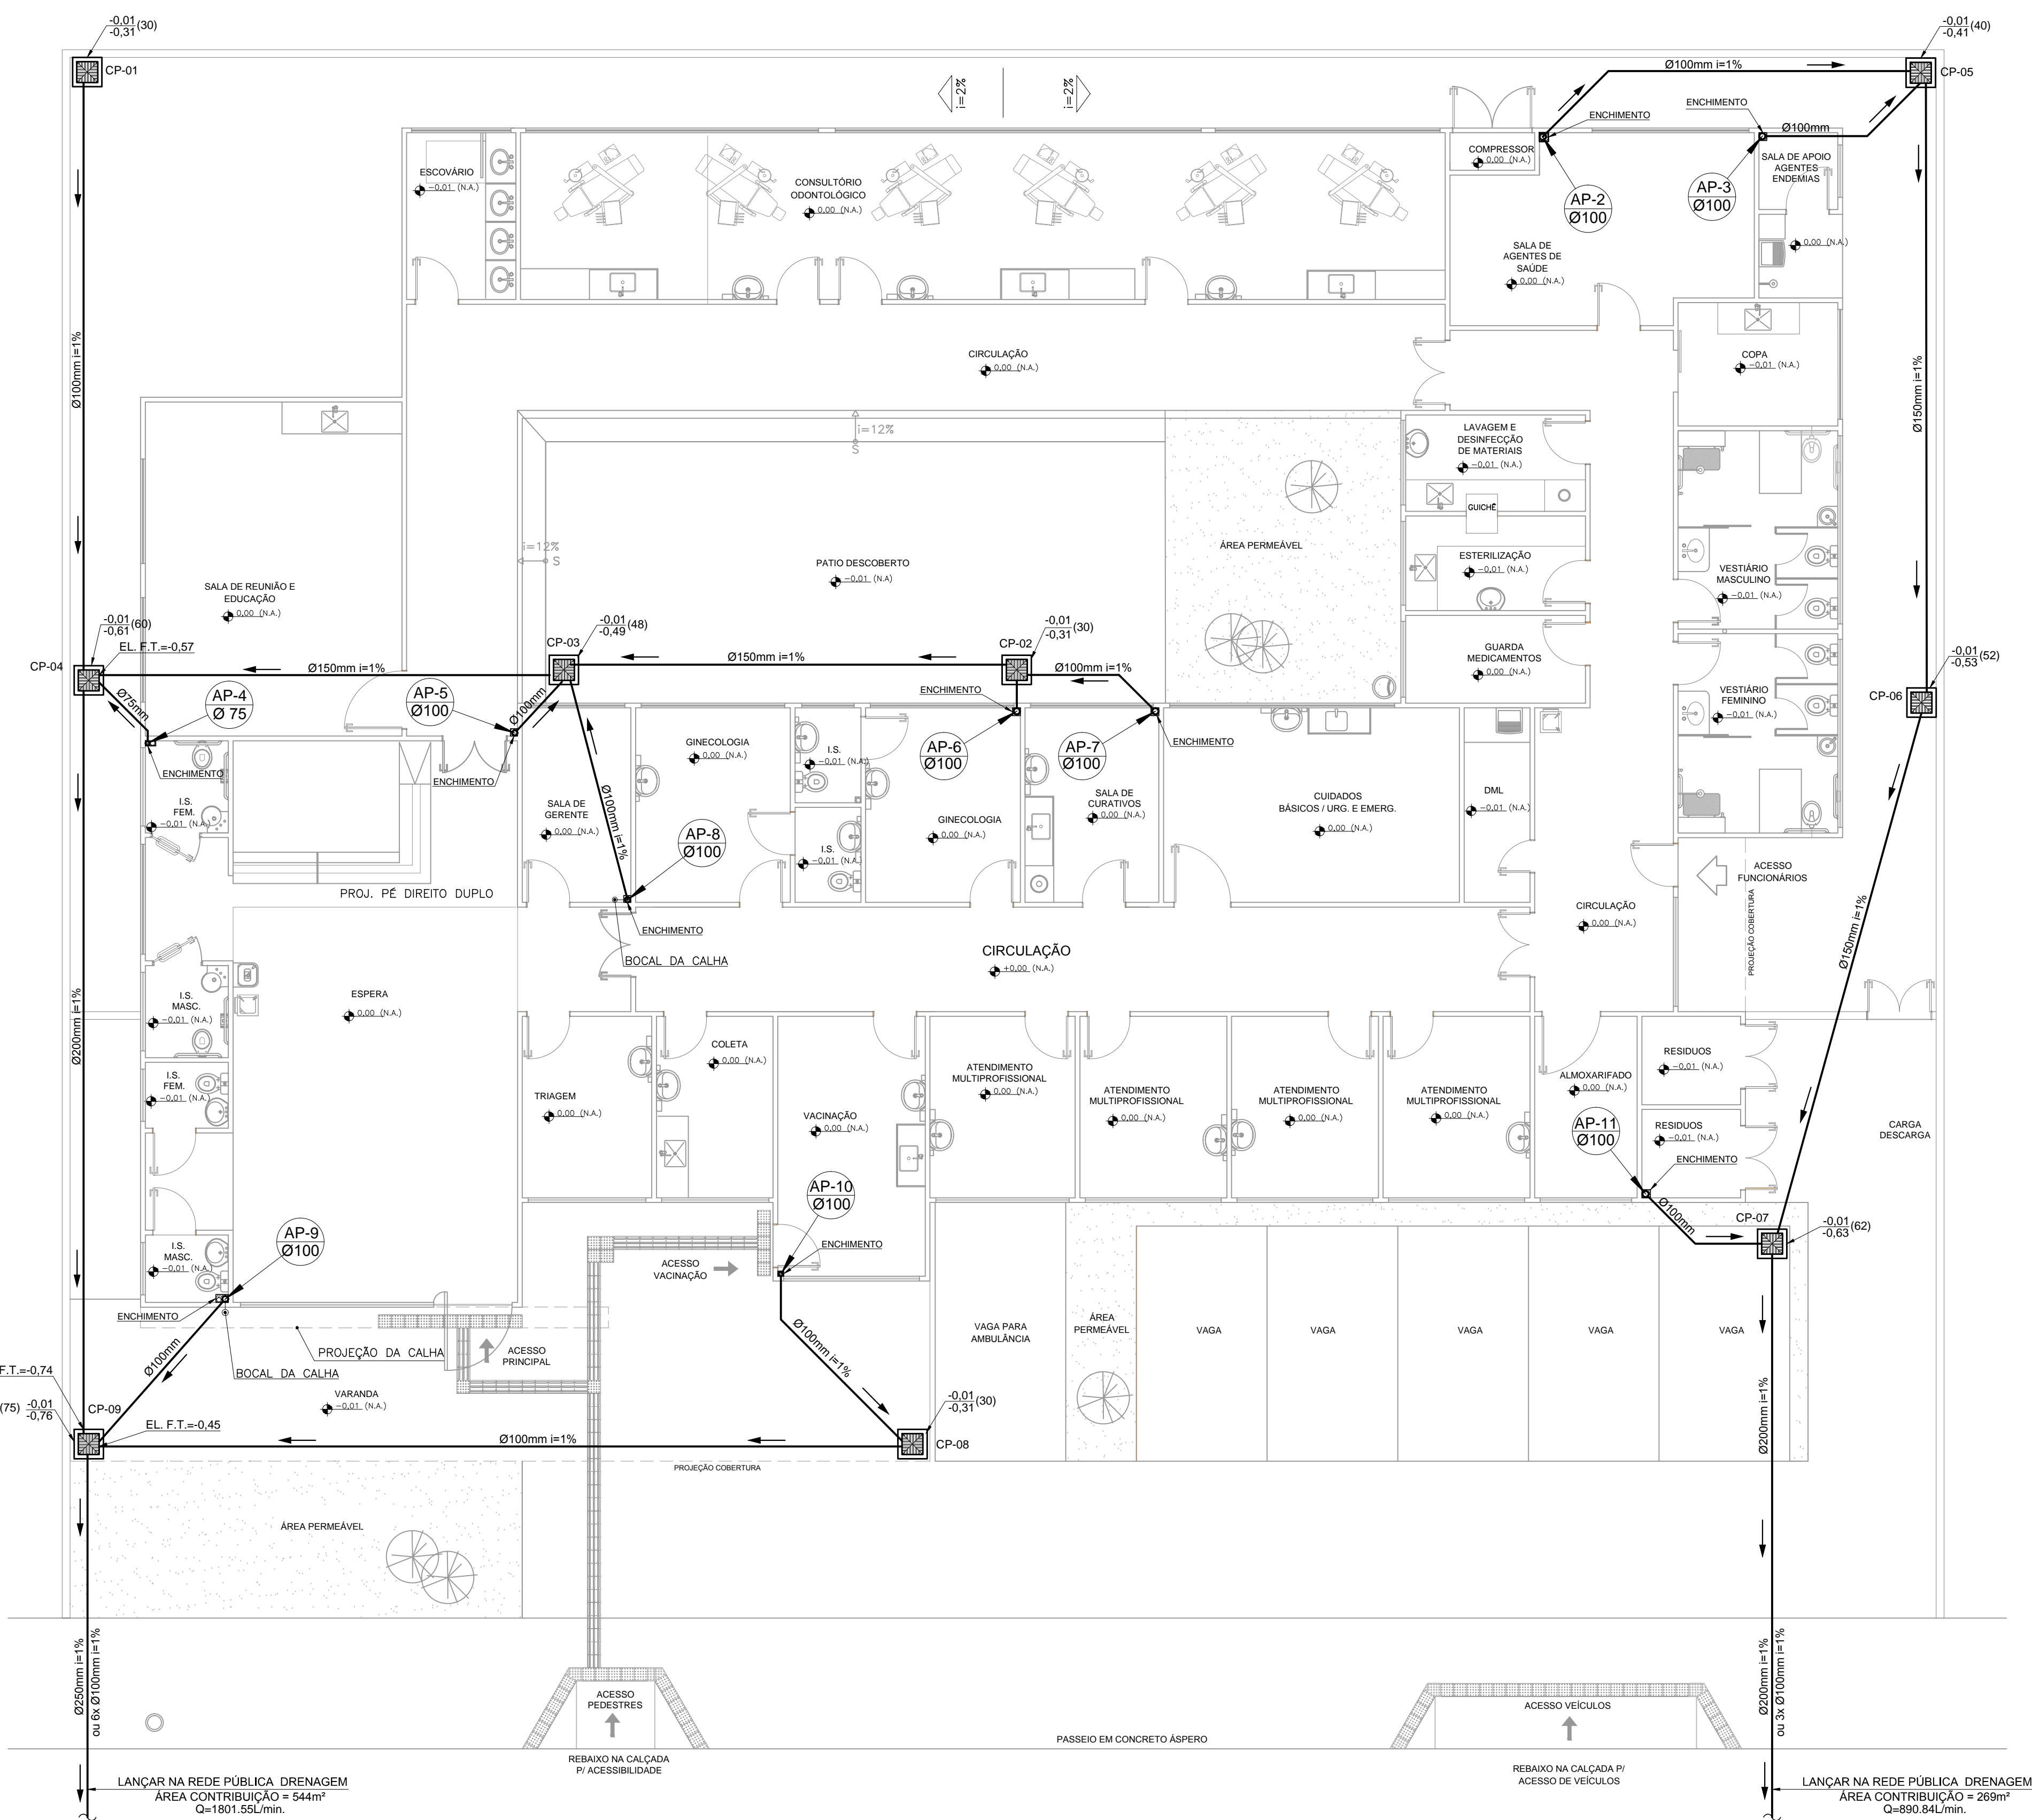 -0,01
-0,31
(30)
CP-01
-0,01
-0,41
(40)
CP-05
i=2%
i=2%
Ø100mm i=1%
ENCHIMENTO
ENCHIMENTO
Ø100mm
COMPRESSOR
0,00 (N.A.)
SALA DE APOIO
AGENTES
ENDEMIAS
ESCOVÁRIO
-0,01 (N.A.)
CONSULTÓRIO
ODONTOLÓGICO
0,00 (N.A.)
AP-2
Ø100
AP-3
Ø100
0,00 (N.A.)
SALA DE
AGENTES DE
SAÚDE
0,00 (N.A.)
Ø100mm i=1%
Ø150mm i=1%
CIRCULAÇÃO
0,00 (N.A.)
COPA
-0,01 (N.A.)
i=12%
S
LAVAGEM E
DESINFECÇÃO
DE MATERIAIS
-0,01 (N.A.)
GUICHÊ
i=12%
S
ÁREA PERMEÁVEL
ESTERILIZAÇÃO
-0,01 (N.A.)
PATIO DESCOBERTO
-0,01 (N.A)
VESTIÁRIO
MASCULINO
-0,01 (N.A.)
SALA DE REUNIÃO E
EDUCAÇÃO
0,00 (N.A.)
-0,01
-0,61
(60)
EL. F.T.=-0,57
CP-04
CP-03
-0,01
-0,49
(48)
CP-02
-0,01
-0,31
(30)
GUARDA
MEDICAMENTOS
0,00 (N.A.)
-0,01
-0,53
(52)
CP-06
Ø150mm i=1%
Ø150mm i=1%
Ø100mm i=1%
Ø75mm
AP-4
Ø 75
AP-5
Ø100
Ø100mm
ENCHIMENTO
VESTIÁRIO
FEMININO
-0,01 (N.A.)
ENCHIMENTO
ENCHIMENTO
GINECOLOGIA
0,00 (N.A.)
I.S.
-0,01 (N.A.)
AP-6
Ø100
AP-7
Ø100
ENCHIMENTO
I.S.
FEM.
-0,01 (N.A.)
SALA DE
GERENTE
0,00 (N.A.)
Ø100mm i=1%
AP-8
Ø100
I.S.
-0,01 (N.A.)
GINECOLOGIA
0,00 (N.A.)
SALA DE
CURATIVOS
0,00 (N.A.)
CUIDADOS
BÁSICOS / URG. E EMERG.
0,00 (N.A.)
DML
-0,01 (N.A.)
PROJ. PÉ DIREITO DUPLO
ACESSO
FUNCIONÁRIOS
PROJEÇÃO COBERTURA
ENCHIMENTO
BOCAL DA CALHA
CIRCULAÇÃO
+0,00 (N.A.)
CIRCULAÇÃO
0,00 (N.A.)
Ø150mm i=1%
Ø200mm i=1%
I.S.
MASC.
-0,01 (N.A.)
ESPERA
0,00 (N.A.)
I.S.
FEM.
-0,01 (N.A.)
TRIAGEM
0,00 (N.A.)
COLETA
0,00 (N.A.)
VACINAÇÃO
0,00 (N.A.)
ATENDIMENTO
MULTIPROFISSIONAL
0,00 (N.A.)
ATENDIMENTO
MULTIPROFISSIONAL
0,00 (N.A.)
ATENDIMENTO
MULTIPROFISSIONAL
0,00 (N.A.)
ATENDIMENTO
MULTIPROFISSIONAL
0,00 (N.A.)
ALMOXARIFADO
0,00 (N.A.)
RESIDUOS
-0,01 (N.A.)
AP-11
Ø100
RESIDUOS
-0,01 (N.A.)
ENCHIMENTO
CARGA
DESCARGA
AP-10
Ø100
Ø100mm
CP-07
-0,01
-0,63
(62)
AP-9
Ø100
I.S.
MASC.
-0,01 (N.A.)
ACESSO
VACINAÇÃO
ENCHIMENTO
ENCHIMENTO
Ø100mm
PROJEÇÃO DA CALHA
BOCAL DA CALHA
ACESSO
PRINCIPAL
Ø100mm i=1%
VAGA PARA
AMBULÂNCIA
ÁREA
PERMEÁVEL
VAGA
VAGA
VAGA
VAGA
VAGA
F.T.=-0,74
(75)
-0,01
-0,76
CP-09
EL. F.T.=-0,45
VARANDA
-0,01 (N.A.)
Ø100mm i=1%
-0,01
-0,31
(30)
CP-08
Ø200mm i=1%
PROJEÇÃO COBERTURA
ÁREA PERMEÁVEL
Ø250mm i=1%
ou 6x Ø100mm i=1%
ACESSO
PEDESTRES
ACESSO VEÍCULOS
Ø200mm i=1%
ou 3x Ø100mm i=1%
PASSEIO EM CONCRETO ÁSPERO
REBAIXO NA CALÇADA
P/ ACESSIBILIDADE
REBAIXO NA CALÇADA P/
ACESSO DE VEÍCULOS
LANÇAR NA REDE PÚBLICA DRENAGEM
ÁREA CONTRIBUIÇÃO = 544m²
Q=1801.55L/min.
LANÇAR NA REDE PÚBLICA DRENAGEM
ÁREA CONTRIBUIÇÃO = 269m²
Q=890.84L/min.